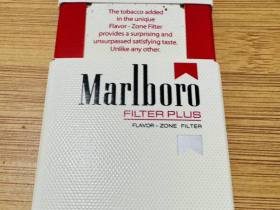 The tobacco added
in the unique
Flavor - Zone Filter
provides a surprising and
unsurpassed satisfying taste.
Unlike any other.
Marlboro
FILTER PLUS
FLAVOR - ZONE FILTER